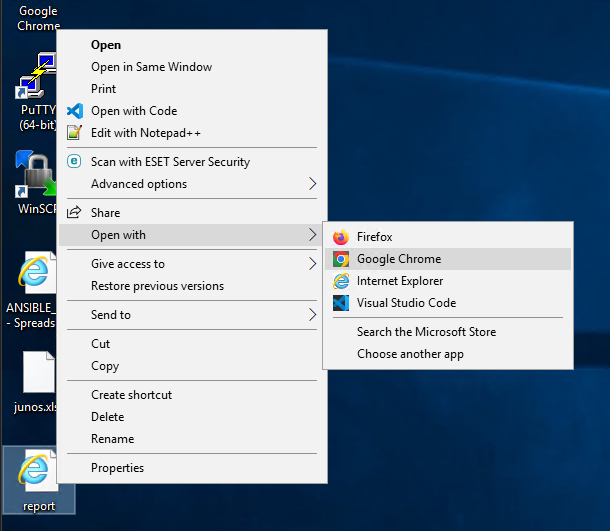 Google
Chrome
PuTTY
(64-bit)
WinSCP
ANSIBLE_
- Spreads
junos.xls
report
Open
Open in Same Window
Print
Open with Code
Edit with Notepad++
Scan with ESET Server Security
Advanced options
Share
Open with
Give access to
Restore previous versions
Send to
Cut
Copy
Create shortcut
Delete
Rename
Properties
Firefox
Google Chrome
Internet Explorer
Visual Studio Code
Search the Microsoft Store
Choose another app